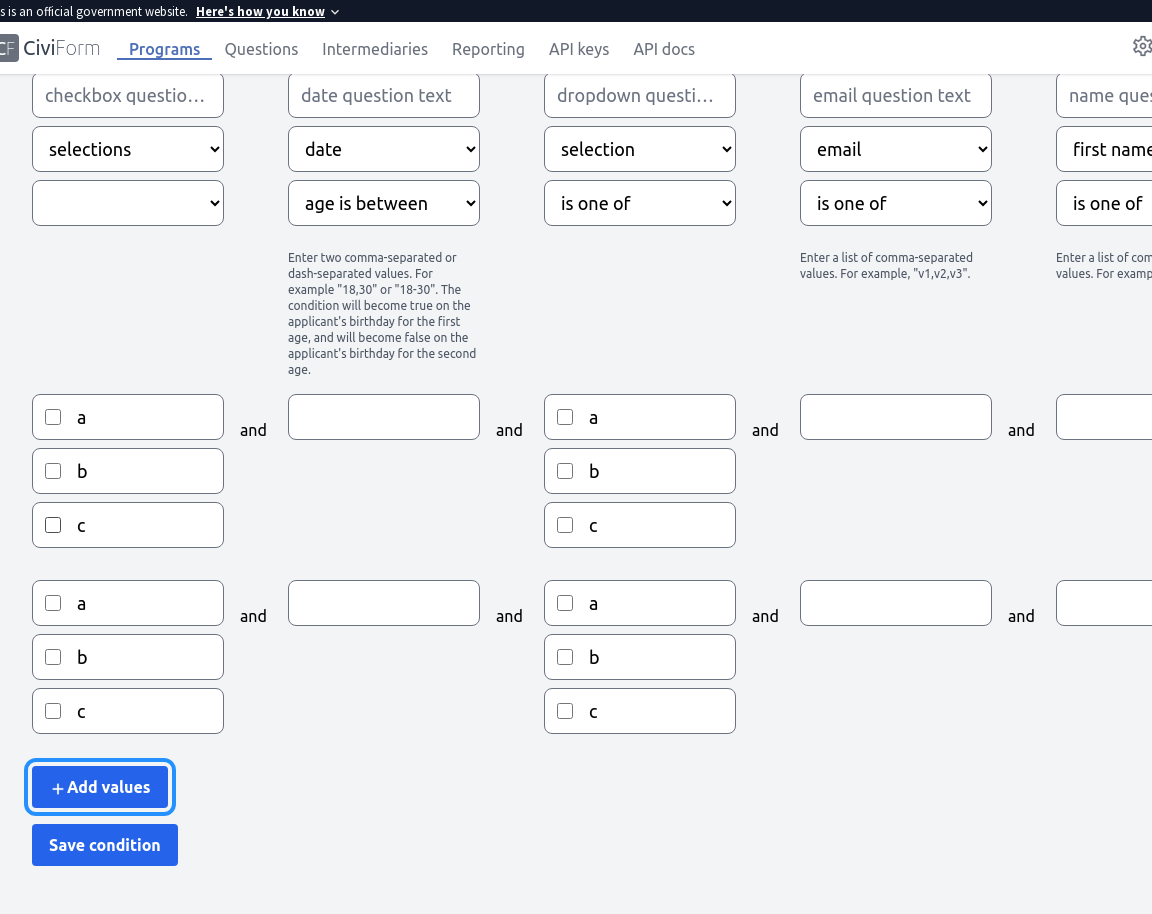 s is an official government website. Here's how you know
CF CiviForm Programs Questions Intermediaries Reporting API keys API docs
checkbox questio… date question text dropdown questi… email question text name ques
selections date selection email first name
age is between is one of is one of is one of
Enter two comma-separated or
dash-separated values. For
example "18,30" or "18-30". The
condition will become true on the
applicant's birthday for the first
age, and will become false on the
applicant's birthday for the second
age.
Enter a list of comma-separated
values. For example, "v1,v2,v3".
Enter a list of com
values. For examp
a and and a and and
b b
c c
a and and a and and
b b
c c
+ Add values
Save condition